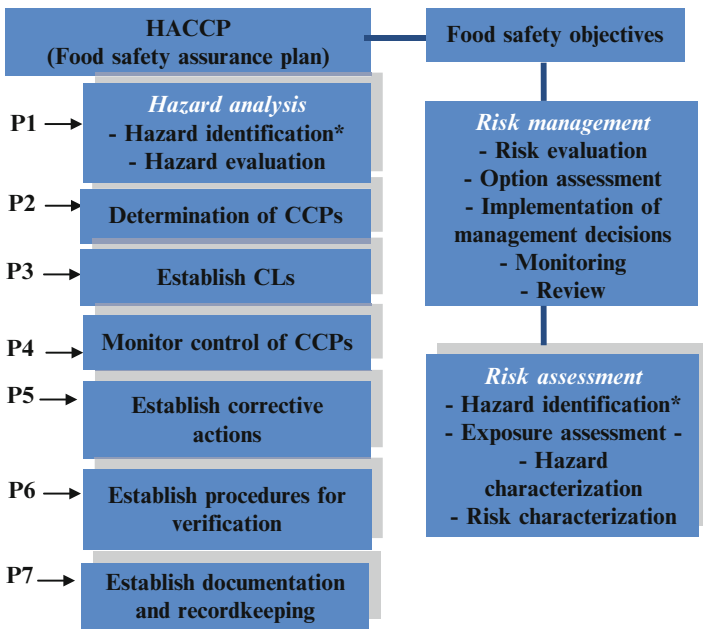 HACCP
(Food safety assurance plan)
Food safety objectives
P1
Hazard analysis
- Hazard identification*
- Hazard evaluation
P2
Determination of CCPs
P3
Establish CLs
P4
Monitor control of CCPs
P5
Establish corrective
actions
P6
Establish procedures for
verification
P7
Establish documentation
and recordkeeping
Risk management
- Risk evaluation
- Option assessment
- Implementation of
management decisions
- Monitoring
- Review
Risk assessment
- Hazard identification*
- Exposure assessment -
- Hazard
characterization
- Risk characterization